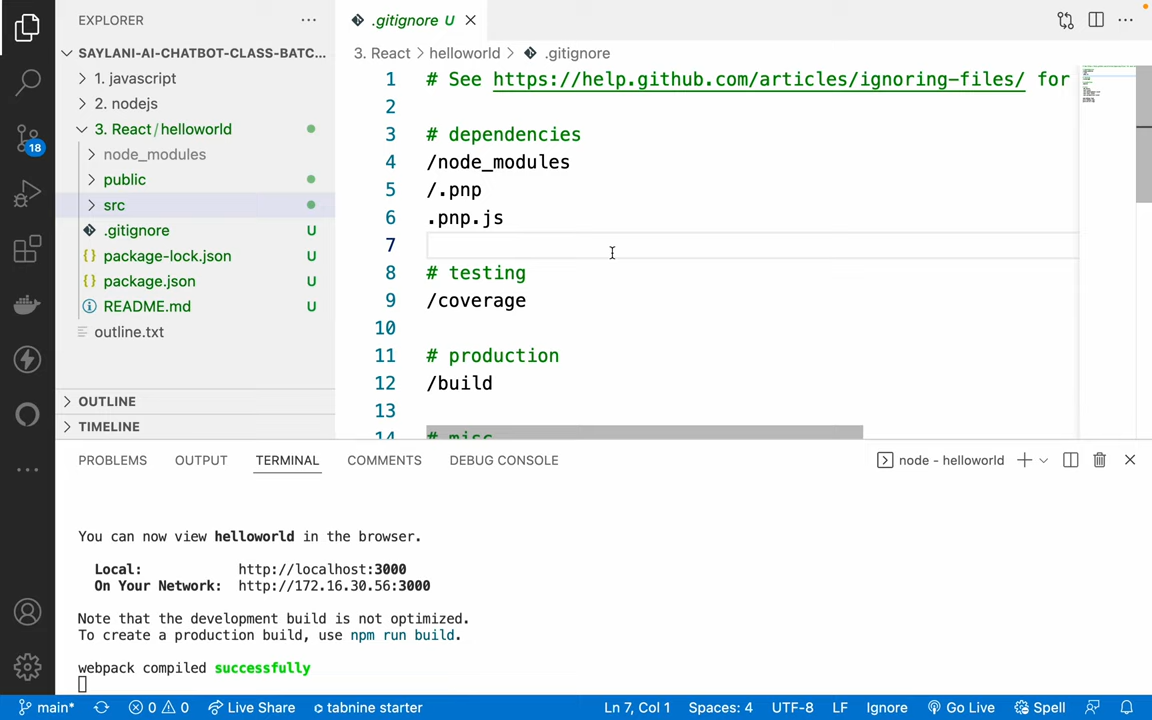 EXPLORER
SAYLANI-AI-CHATBOT-CLASS-BATC...
1. javascript
2. nodejs
3. React/helloworld
node_modules
public
src
.gitignore U
package-lock.json U
package.json U
README.md U
outline.txt
OUTLINE
TIMELINE
18
.gitignore U
3. React > helloworld > .gitignore
1 # See https://help.github.com/articles/ignoring-files/ for
2
3 # dependencies
4 /node_modules
5 /.pnp
6 .pnp.js
7
8 # testing
9 /coverage
10
11 # production
12 /build
13
14 # misc
PROBLEMS OUTPUT TERMINAL COMMENTS DEBUG CONSOLE
node - helloworld
You can now view helloworld in the browser.
Local: http://localhost:3000
On Your Network: http://172.16.30.56:3000
Note that the development build is not optimized.
To create a production build, use npm run build.
webpack compiled successfully
main* 0 0 Live Share tabnine starter Ln 7, Col 1 Spaces: 4 UTF-8 LF Ignore Go Live Spell